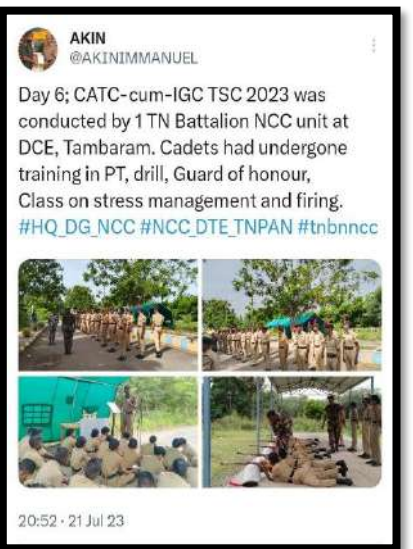 AKIN
@AKINIMMANUEL
Day 6; CATC-cum-IGC TSC 2023 was
conducted by 1 TN Battalion NCC unit at
DCE, Tambaram. Cadets had undergone
training in PT, drill, Guard of honour,
Class on stress management and firing.
#HQ_DG_NCC #NCC_DTE_TNPAN #tnbnncc
20:52 · 21 Jul 23